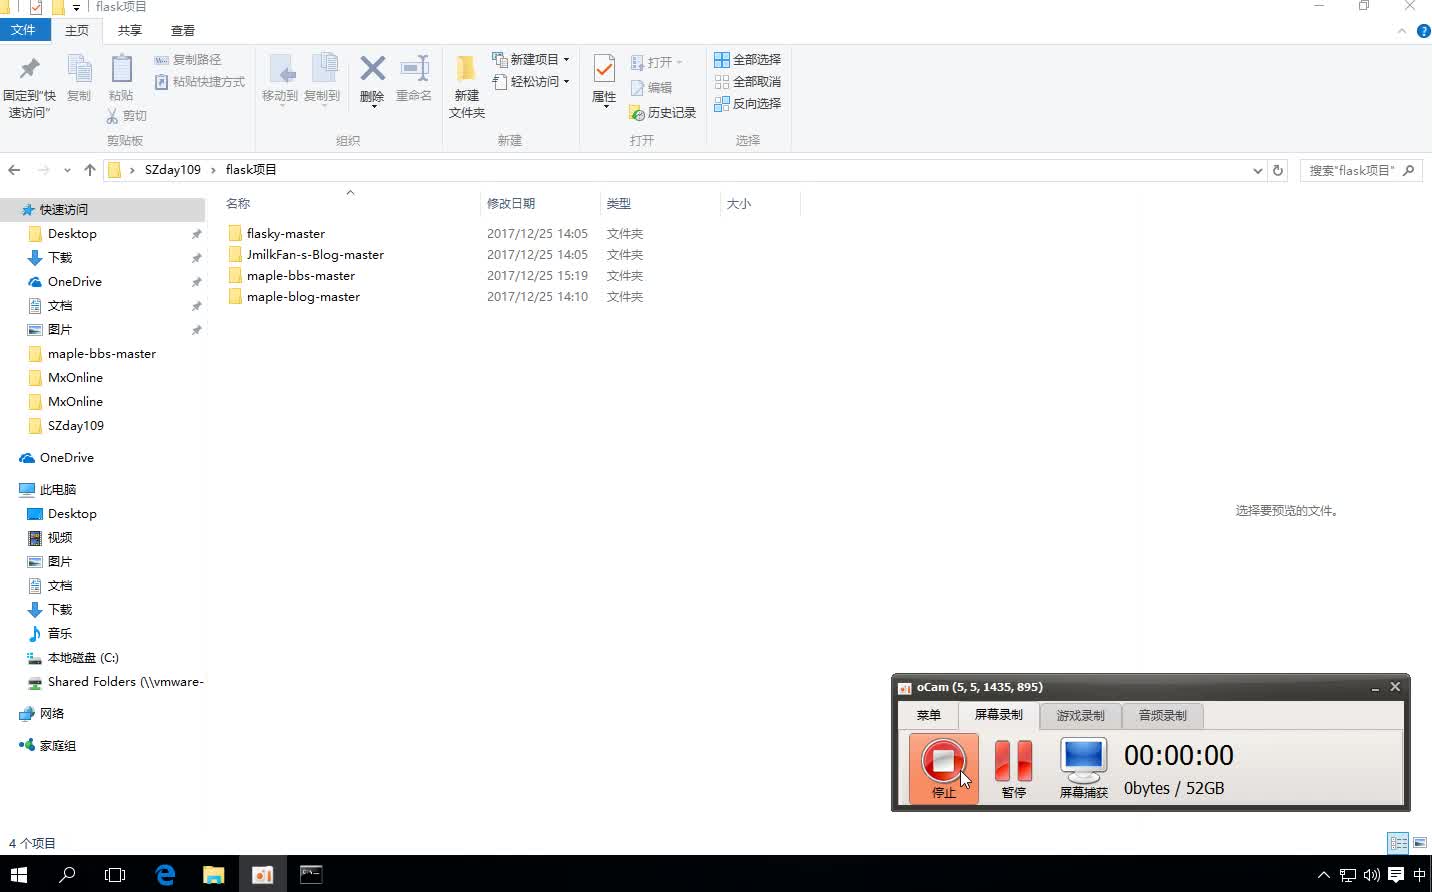 flask项目
文件 主页 共享 查看
固定到"快速访问"
复制
粘贴
复制路径
粘贴快捷方式
剪切
剪贴板
移动到
复制到
删除
重命名
组织
新建文件夹
新建项目
轻松访问
新建
属性
打开
编辑
历史记录
打开
全部选择
全部取消
反向选择
选择
SZday109 › flask项目
搜索"flask项目"
快速访问
Desktop
下载
OneDrive
文档
图片
maple-bbs-master
MxOnline
MxOnline
SZday109
OneDrive
此电脑
Desktop
视频
图片
文档
下载
音乐
本地磁盘 (C:)
Shared Folders (\\vmware-
网络
家庭组
名称 修改日期 类型 大小
flasky-master 2017/12/25 14:05 文件夹
JmilkFan-s-Blog-master 2017/12/25 14:05 文件夹
maple-bbs-master 2017/12/25 15:19 文件夹
maple-blog-master 2017/12/25 14:10 文件夹
选择要预览的文件。
oCam (5, 5, 1435, 895)
菜单 屏幕录制 游戏录制 音频录制
停止 暂停 屏幕捕获
00:00:00
0bytes / 52GB
4 个项目
中